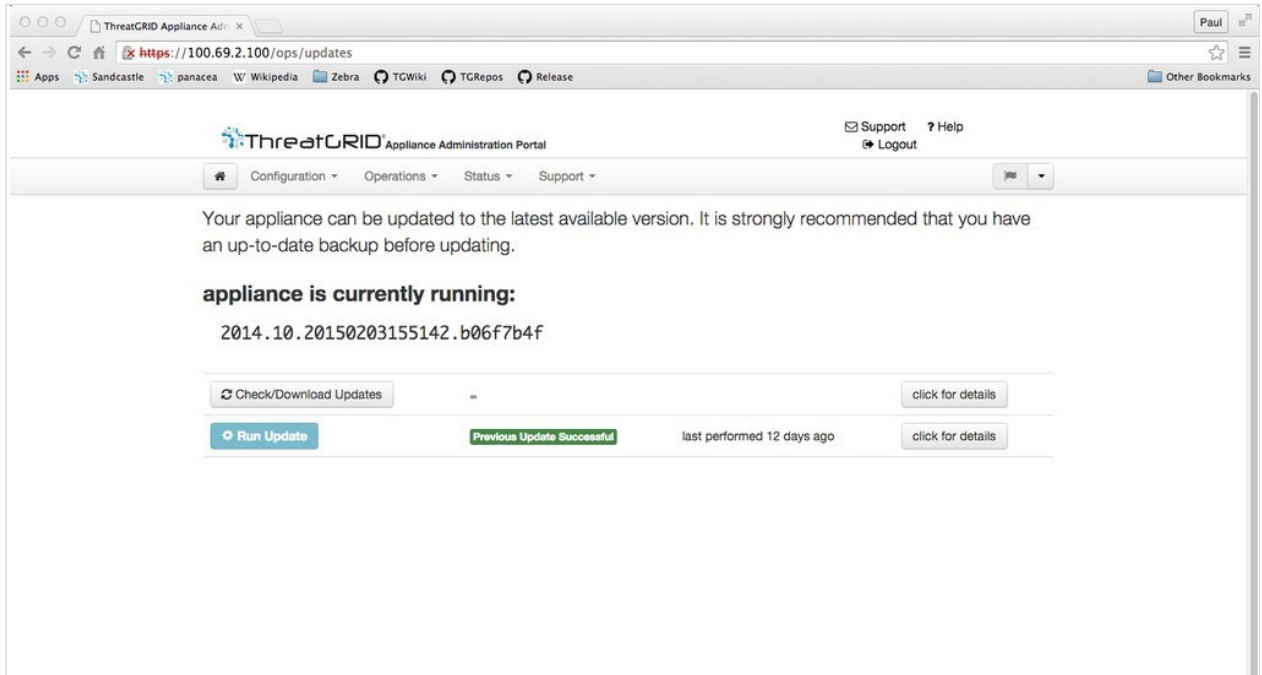 ThreatGRID Appliance Adn
Paul
https://100.69.2.100/ops/updates
Apps Sandcastle panacea W Wikipedia Zebra TGWiki TGRepos Release Other Bookmarks
ThreatGRID® Appliance Administration Portal
Support ? Help
Logout
Configuration Operations Status Support
Your appliance can be updated to the latest available version. It is strongly recommended that you have
an up-to-date backup before updating.
appliance is currently running:
2014.10.20150203155142.b06f7b4f
Check/Download Updates - click for details
Run Update Previous Update Successful last performed 12 days ago click for details